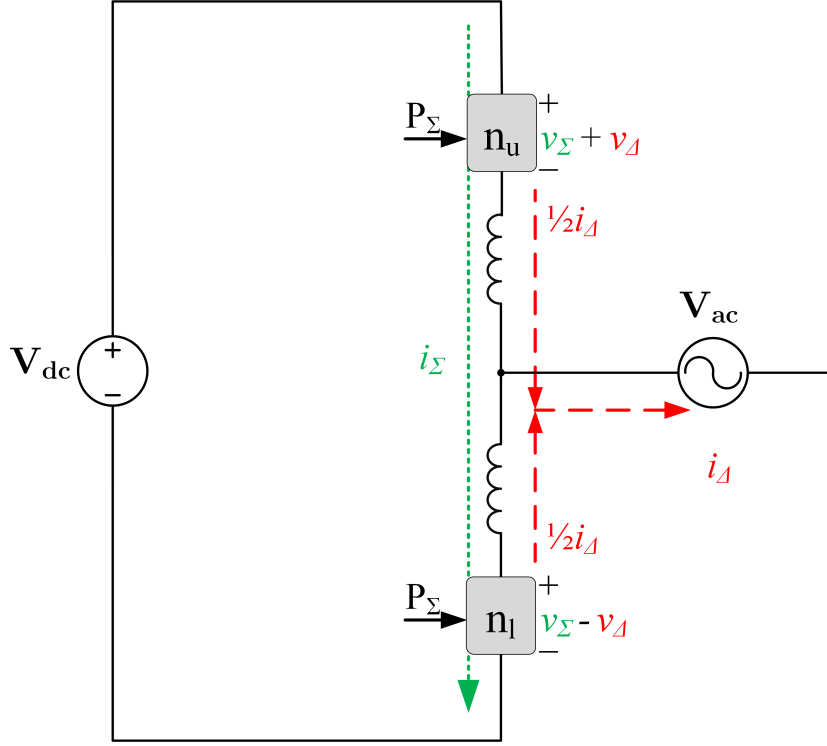 +
P_Σ
n_u
v_Σ + v_Δ
−
½i_Δ
V_ac
+
V_dc
i_Σ
−
i_Δ
½i_Δ
+
P_Σ
n_l
v_Σ - v_Δ
−